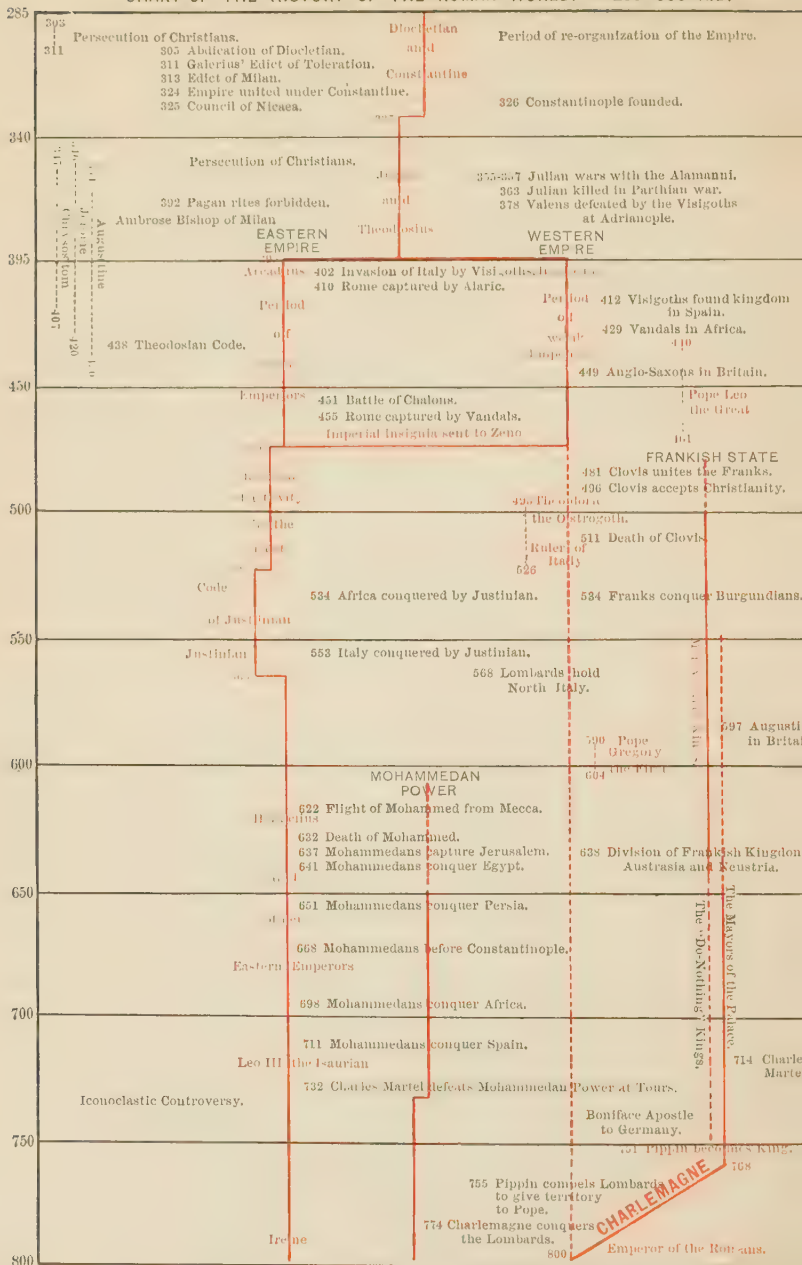 285
303
311
Persecution of Christians.
305 Abdication of Diocletian.
311 Galerius' Edict of Toleration.
313 Edict of Milan.
324 Empire united under Constantine.
325 Council of Nicaea.
Diocletian
and
Constantine
Period of re-organization of the Empire.
326 Constantinople founded.
340
Persecution of Christians.
392 Pagan rites forbidden.
Ambrose Bishop of Milan
Chrysostom
407
Jerome
420
Augustine
and
Theodosius
355-357 Julian wars with the Alamanni.
363 Julian killed in Parthian war.
378 Valens defeated by the Visigoths
at Adrianople.
EASTERN
EMPIRE
WESTERN
EMPIRE
395
Arcadius
402 Invasion of Italy by Visigoths.
410 Rome captured by Alaric.
Period
of
438 Theodosian Code.
Period
of
weak
412 Visigoths found kingdom
in Spain.
429 Vandals in Africa.
440
449 Anglo-Saxons in Britain.
450
Emperors
451 Battle of Chalons.
455 Rome captured by Vandals.
Imperial Insignia sent to Zeno
Pope Leo
the Great
461
FRANKISH STATE
481 Clovis unites the Franks.
496 Clovis accepts Christianity.
500
the
the Ostrogoth.
Ruler of
Italy
526
511 Death of Clovis
Code
of Justinian
534 Africa conquered by Justinian.
534 Franks conquer Burgundians.
550
Justinian
553 Italy conquered by Justinian.
568 Lombards hold
North Italy.
590 Pope
Gregory
the First
604
597
in
600
MOHAMMEDAN
POWER
622 Flight of Mohammed from Mecca.
632 Death of Mohammed.
637 Mohammedans capture Jerusalem.
641 Mohammedans conquer Egypt.
638 Division of Frankish
Austrasia and Neustria.
650
651 Mohammedans conquer Persia.
668 Mohammedans before Constantinople.
Eastern Emperors
698 Mohammedans conquer Africa.
The "Do-Nothing" Kings.
The Mayors of the Palace.
700
711 Mohammedans conquer Spain.
Leo III the Isaurian
732 Charles Martel defeats Mohammedan Power at Tours.
714
Iconoclastic Controversy.
Boniface Apostle
to Germany.
750
751 Pippin becomes King.
768
755 Pippin compels Lombards
to give territory
to Pope.
774 Charlemagne conquers
the Lombards.
CHARLEMAGNE
Irene
800
Emperor of the Romans.
800